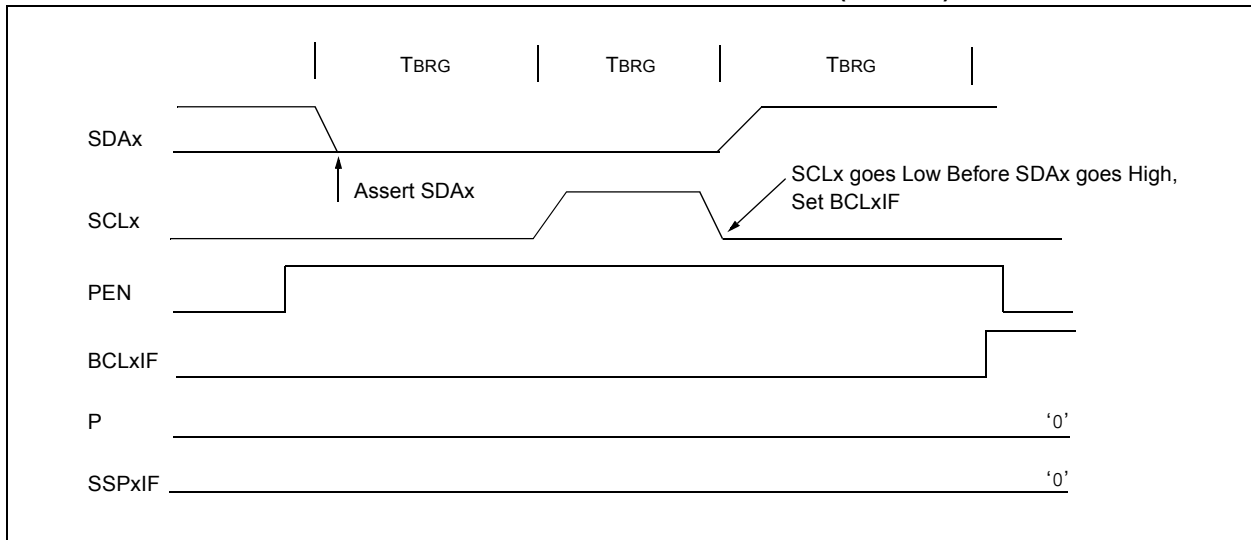 TBRG TBRG TBRG
SDAx
SCLx goes Low Before SDAx goes High,
Set BCLxIF
Assert SDAx
SCLx
PEN
BCLxIF
P
‘0’
SSPxIF
‘0’